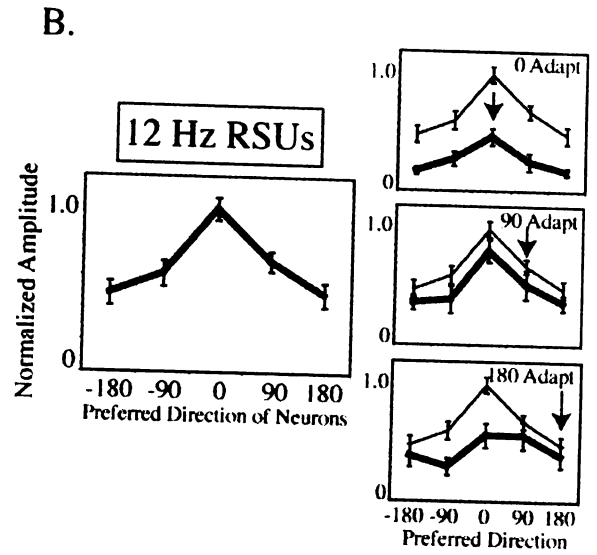 B.
12 Hz RSUs
Normalized Amplitude
1.0
0
-180 -90 0 90 180
Preferred Direction of Neurons
0 Adapt
1.0
0
90 Adapt
1.0
0
180 Adapt
1.0
0
-180 -90 0 90 180
Preferred Direction